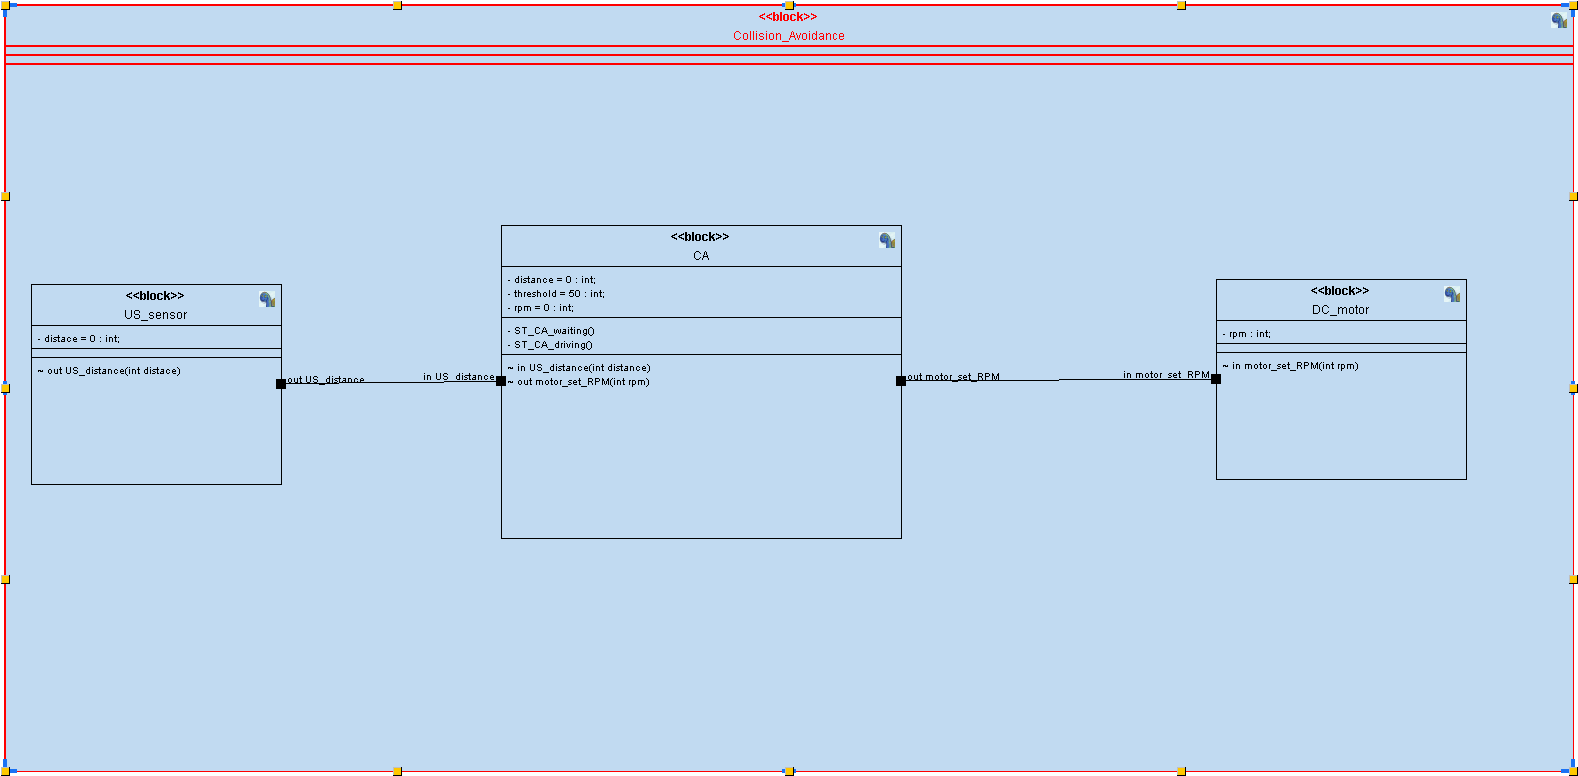 <<block>>
Collision_Avoidance
<<block>>
US_sensor
- distace = 0 : int;
~ out US_distance(int distace)
out US_distance
in US_distance
<<block>>
CA
- distance = 0 : int;
- threshold = 50 : int;
- rpm = 0 : int;
- ST_CA_waiting()
- ST_CA_driving()
~ in US_distance(int distance)
~ out motor_set_RPM(int rpm)
out motor_set_RPM
in motor_set_RPM
<<block>>
DC_motor
- rpm : int;
~ in motor_set_RPM(int rpm)